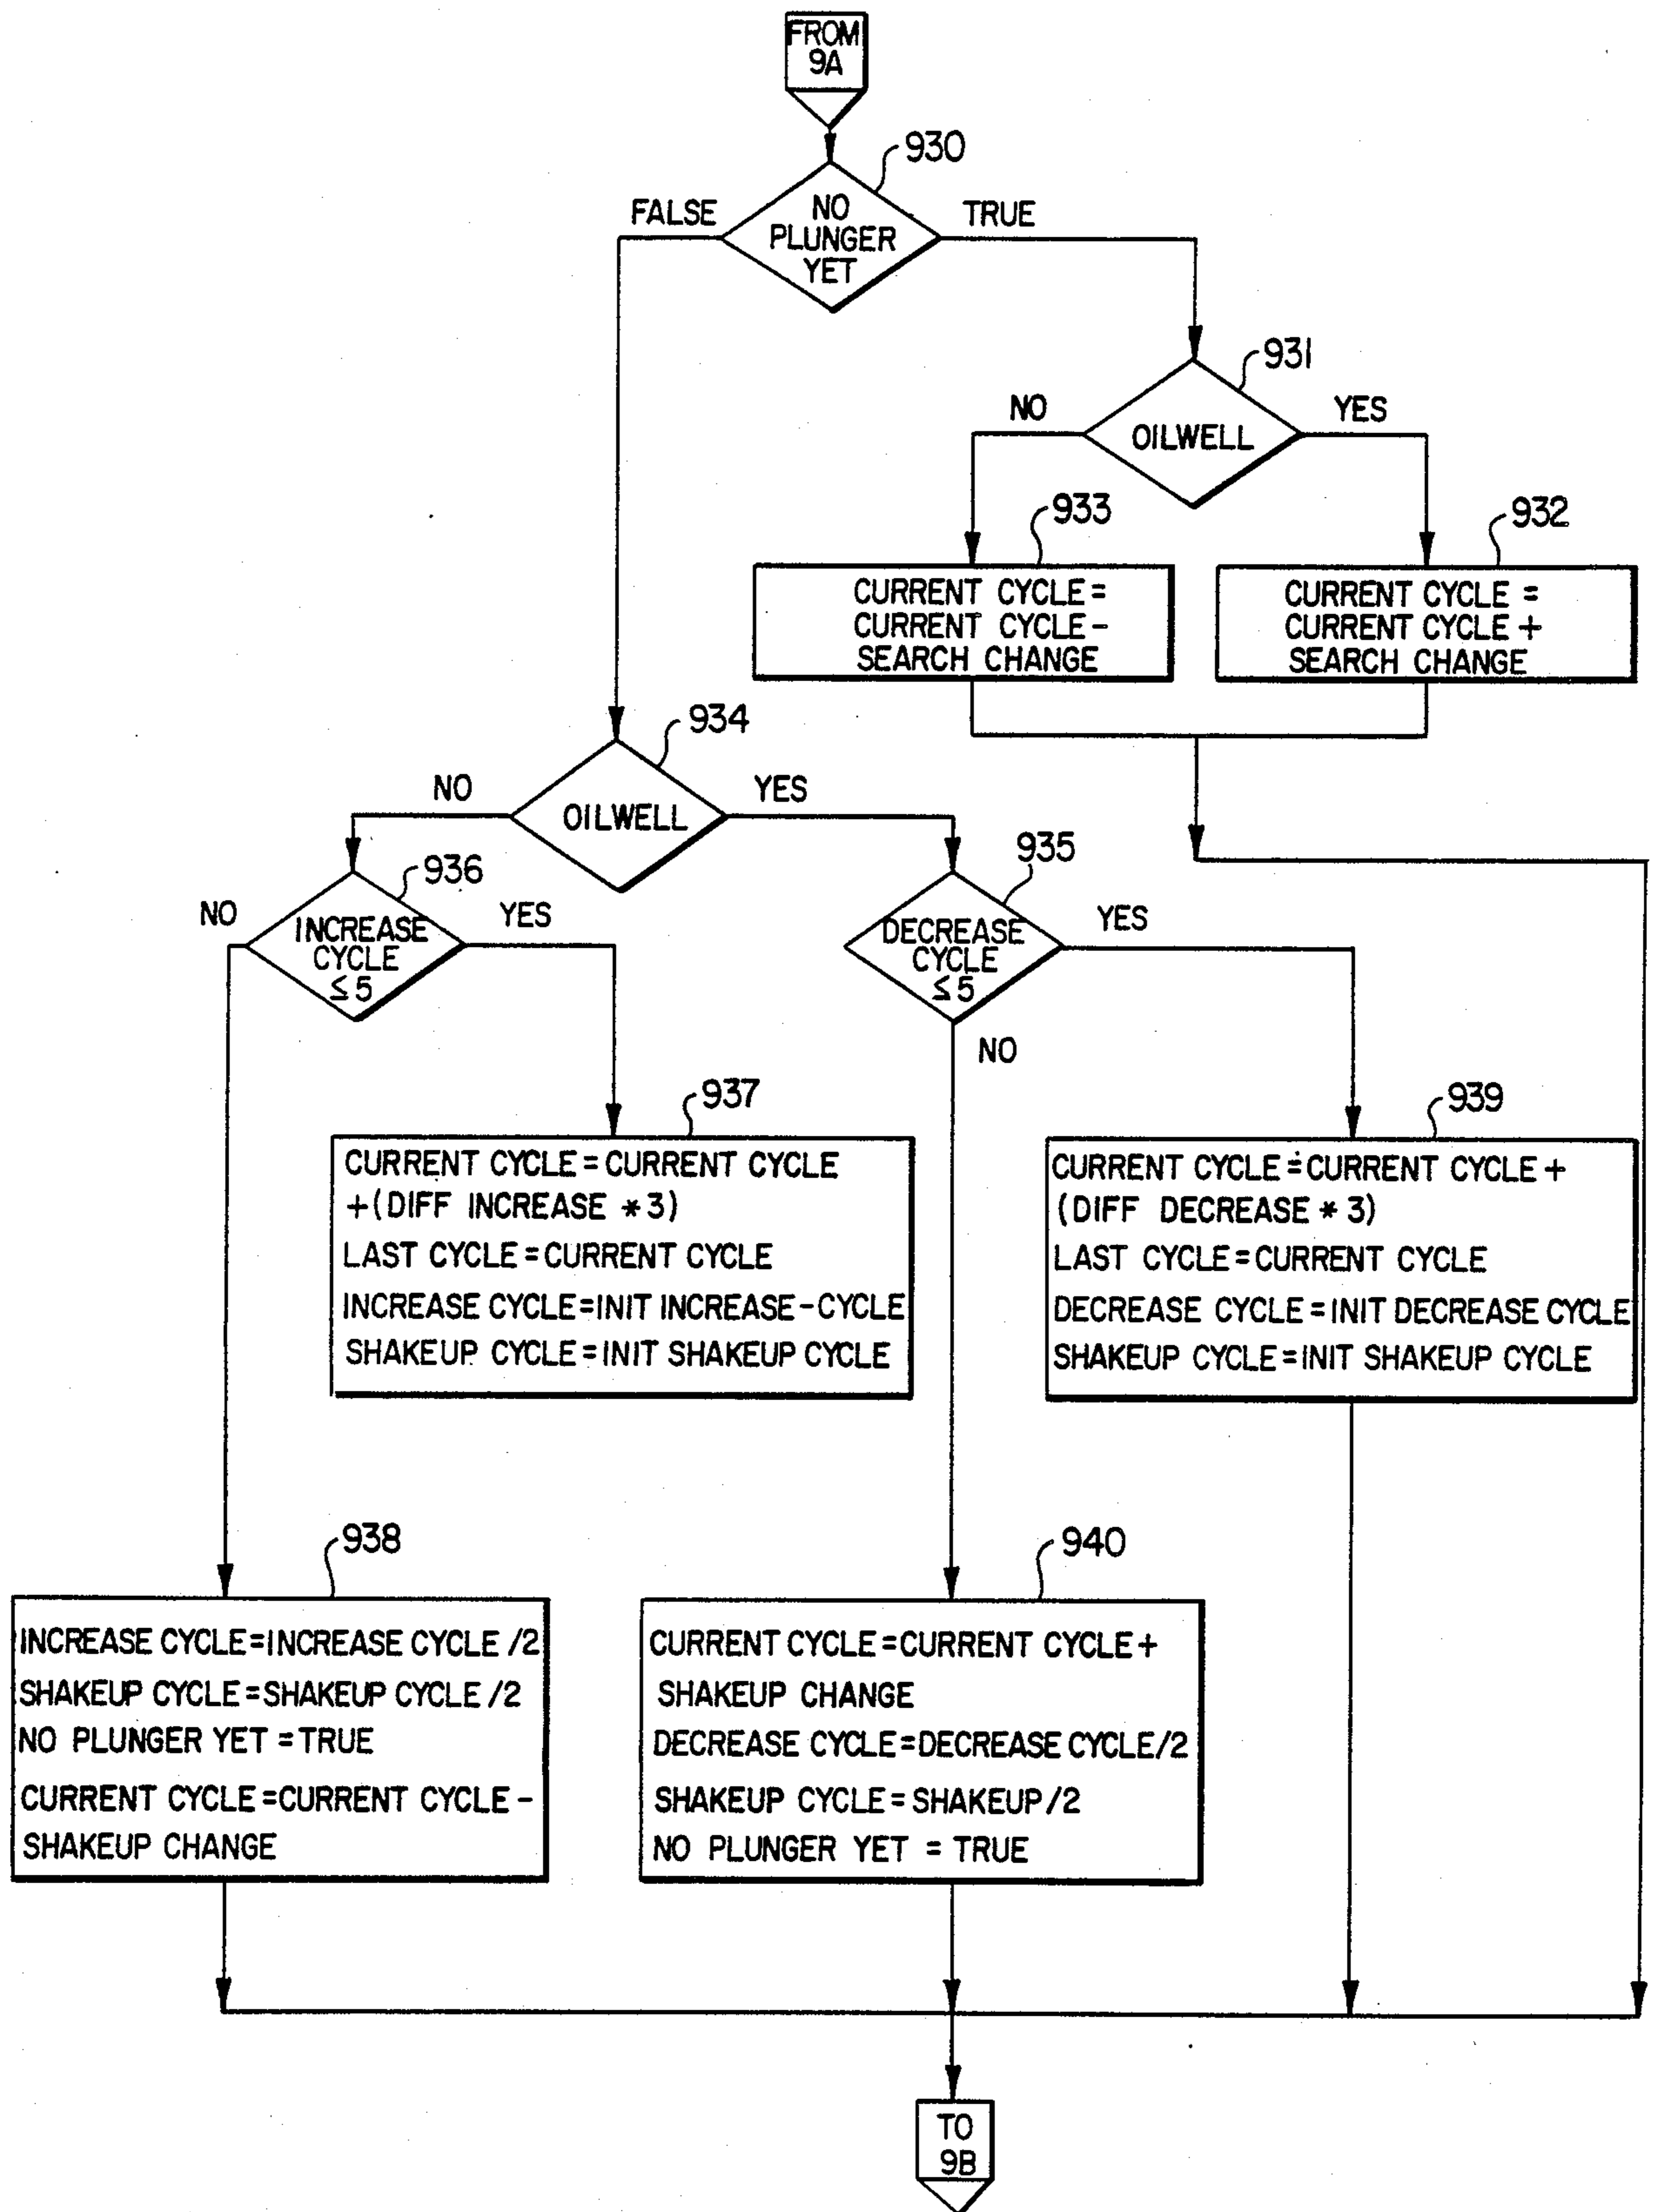 FROM
9A
930
FALSE
NO
PLUNGER
YET
TRUE
931
NO
OILWELL
YES
933
932
CURRENT CYCLE=
CURRENT CYCLE-
SEARCH CHANGE
CURRENT CYCLE =
CURRENT CYCLE +
SEARCH CHANGE
934
NO
OILWELL
YES
936
935
NO
INCREASE
CYCLE
≤5
YES
DECREASE
CYCLE
≤5
YES
NO
937
939
CURRENT CYCLE=CURRENT CYCLE
+(DIFF INCREASE *3)
LAST CYCLE=CURRENT CYCLE
INCREASE CYCLE=INIT INCREASE-CYCLE
SHAKEUP CYCLE=INIT SHAKEUP CYCLE
CURRENT CYCLE=CURRENT CYCLE+
(DIFF DECREASE * 3)
LAST CYCLE=CURRENT CYCLE
DECREASE CYCLE=INIT DECREASE CYCLE
SHAKEUP CYCLE=INIT SHAKEUP CYCLE
938
940
INCREASE CYCLE=INCREASE CYCLE/2
SHAKEUP CYCLE=SHAKEUP CYCLE/2
NO PLUNGER YET =TRUE
CURRENT CYCLE=CURRENT CYCLE-
SHAKEUP CHANGE
CURRENT CYCLE=CURRENT CYCLE+
SHAKEUP CHANGE
DECREASE CYCLE=DECREASE CYCLE/2
SHAKEUP CYCLE=SHAKEUP/2
NO PLUNGER YET = TRUE
TO
9B